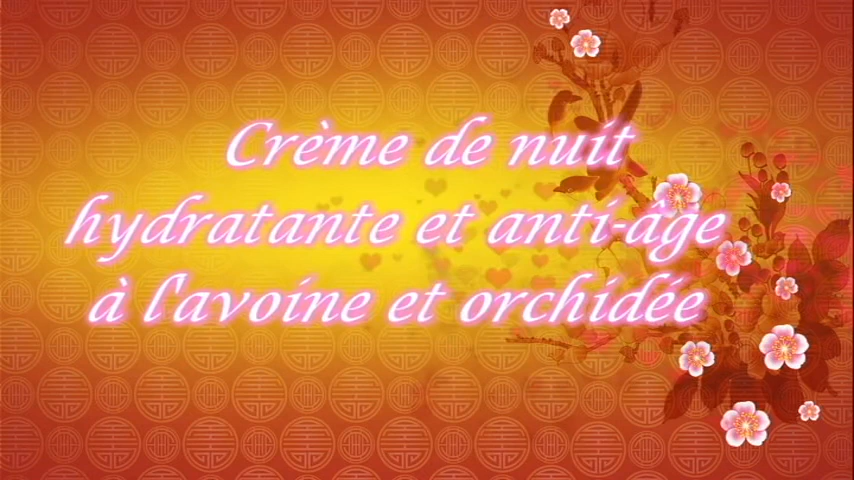 Crème de nuit
hydratante et anti-âge
à l'avoine et orchidée